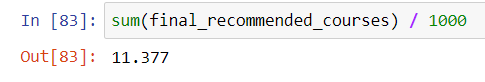 In [83]: sum(final_recommended_courses) / 1000
Out[83]: 11.377